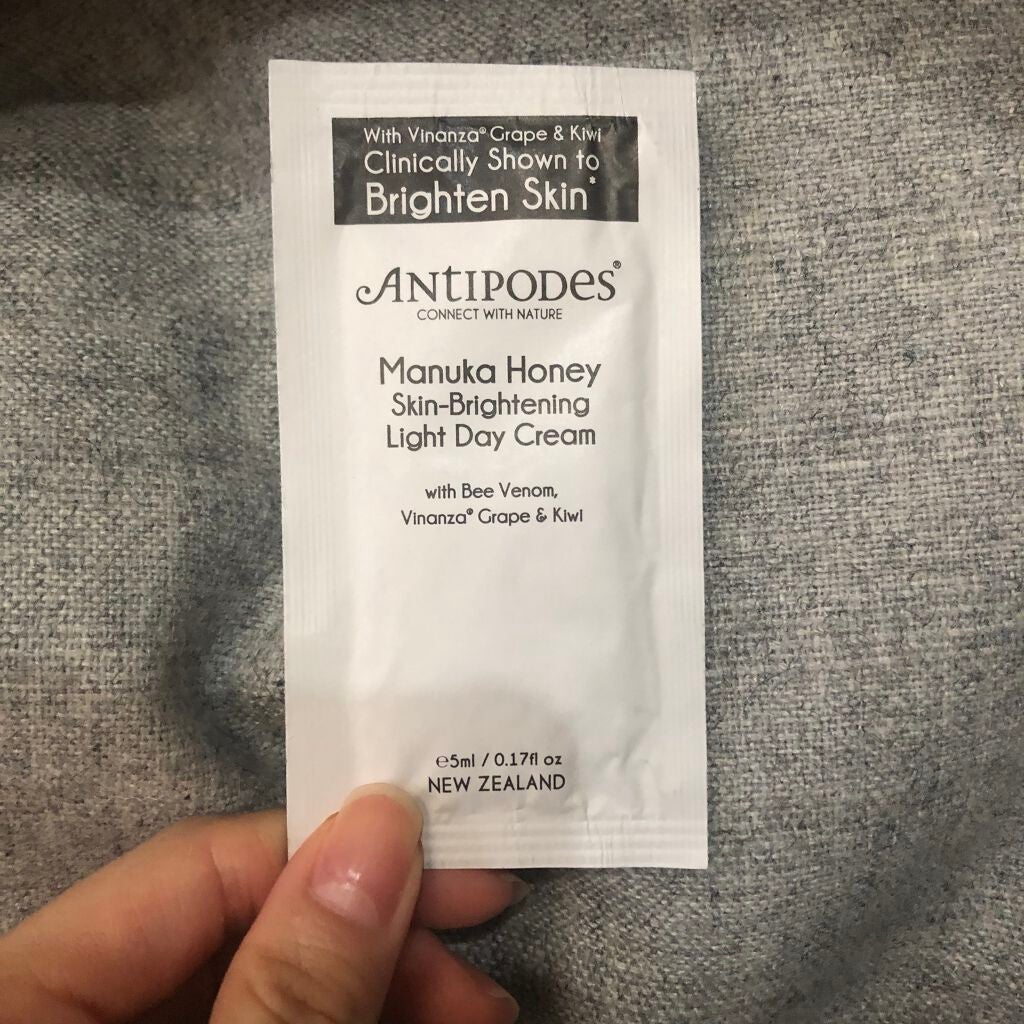 With Vinanza® Grape & Kiwi
Clinically Shown to
Brighten Skin*
ANTIPODES®
CONNECT WITH NATURE
Manuka Honey
Skin-Brightening
Light Day Cream
with Bee Venom,
Vinanza® Grape & Kiwi
℮5ml / 0.17fl oz
NEW ZEALAND